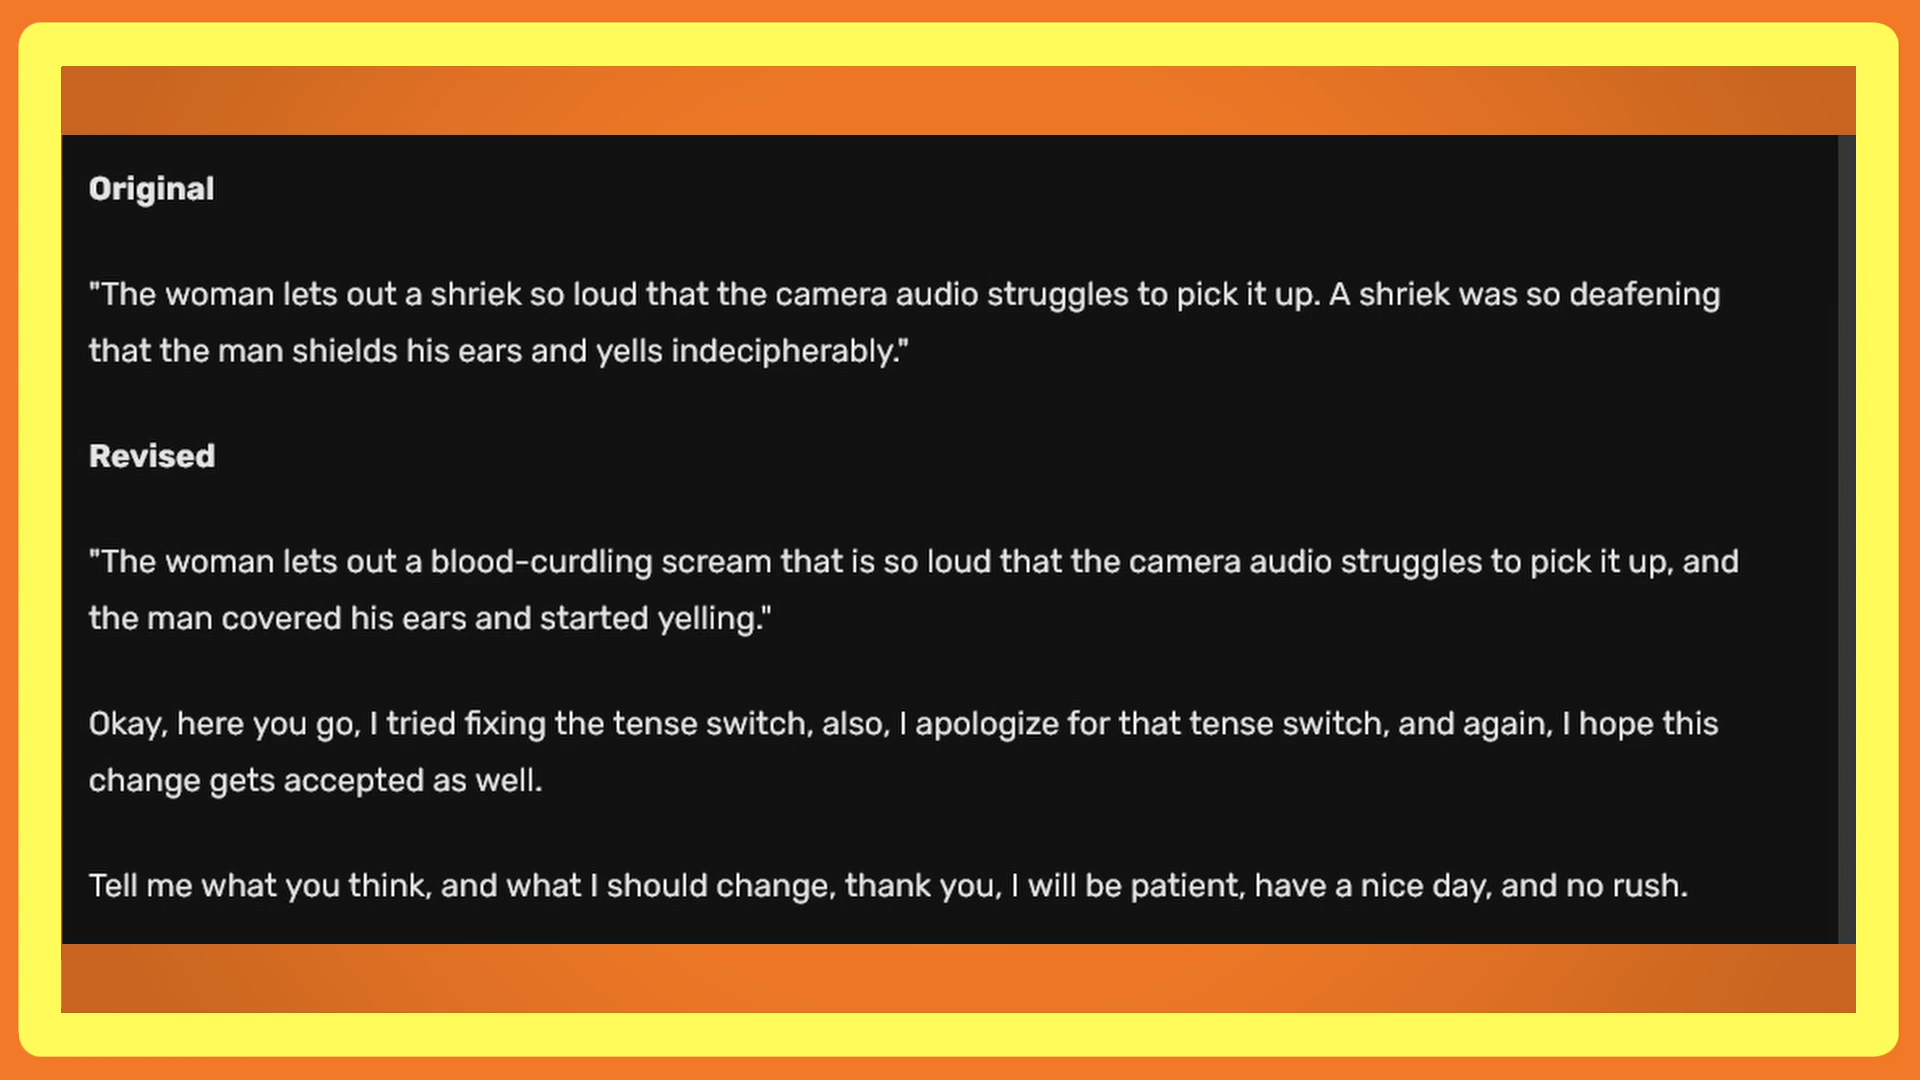 Original
"The woman lets out a shriek so loud that the camera audio struggles to pick it up. A shriek was so deafening
that the man shields his ears and yells indecipherably."
Revised
"The woman lets out a blood-curdling scream that is so loud that the camera audio struggles to pick it up, and
the man covered his ears and started yelling."
Okay, here you go, I tried fixing the tense switch, also, I apologize for that tense switch, and again, I hope this
change gets accepted as well.
Tell me what you think, and what I should change, thank you, I will be patient, have a nice day, and no rush.